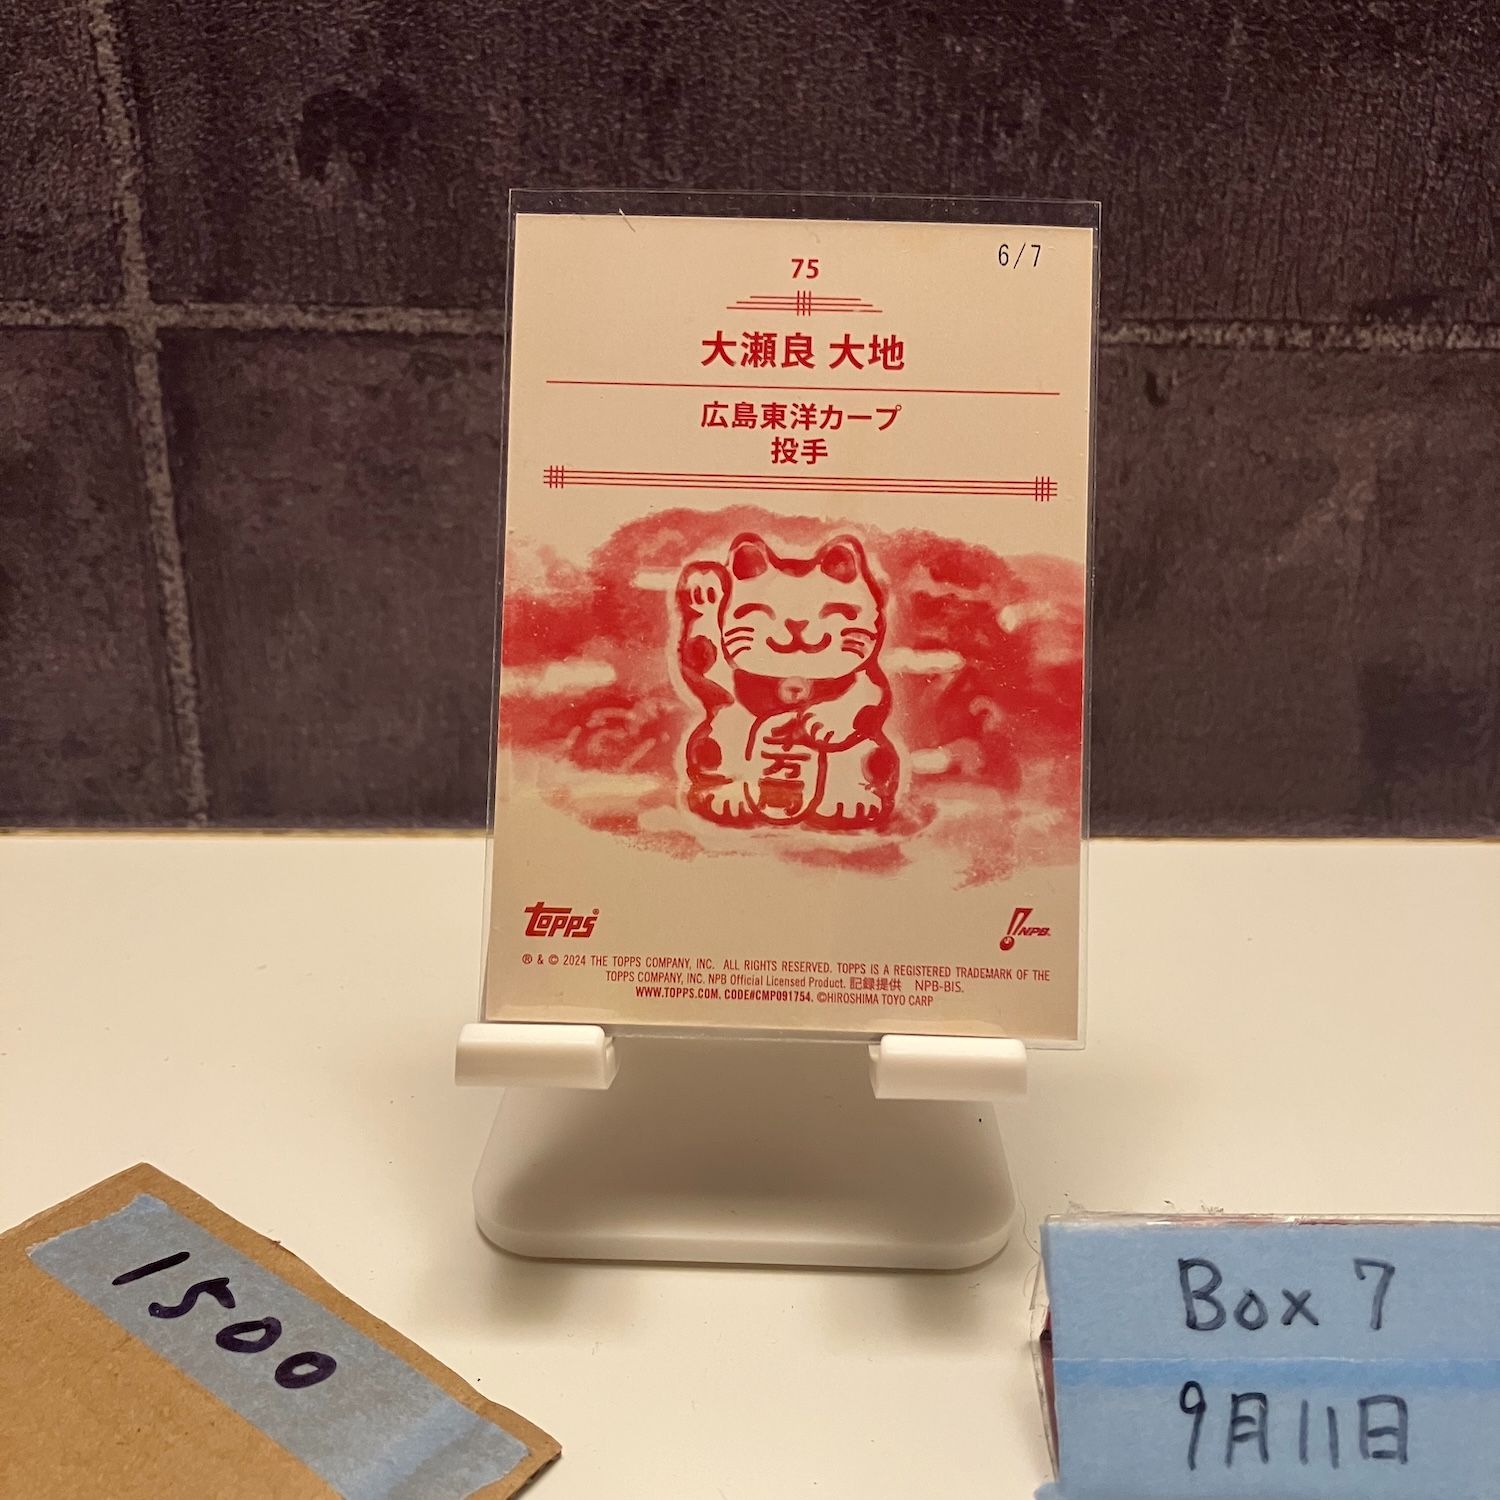 6/7
75
大瀬良 大地
広島東洋カープ
投手
千万両
TOPPS®
NPB
® & © 2024 THE TOPPS COMPANY, INC. ALL RIGHTS RESERVED. TOPPS IS A REGISTERED TRADEMARK OF THE
TOPPS COMPANY, INC. NPB Official Licensed Product. 記録提供 NPB-BIS.
WWW.TOPPS.COM. CODE#CMP091754. ©HIROSHIMA TOYO CARP
1500
Box 7
9月11日